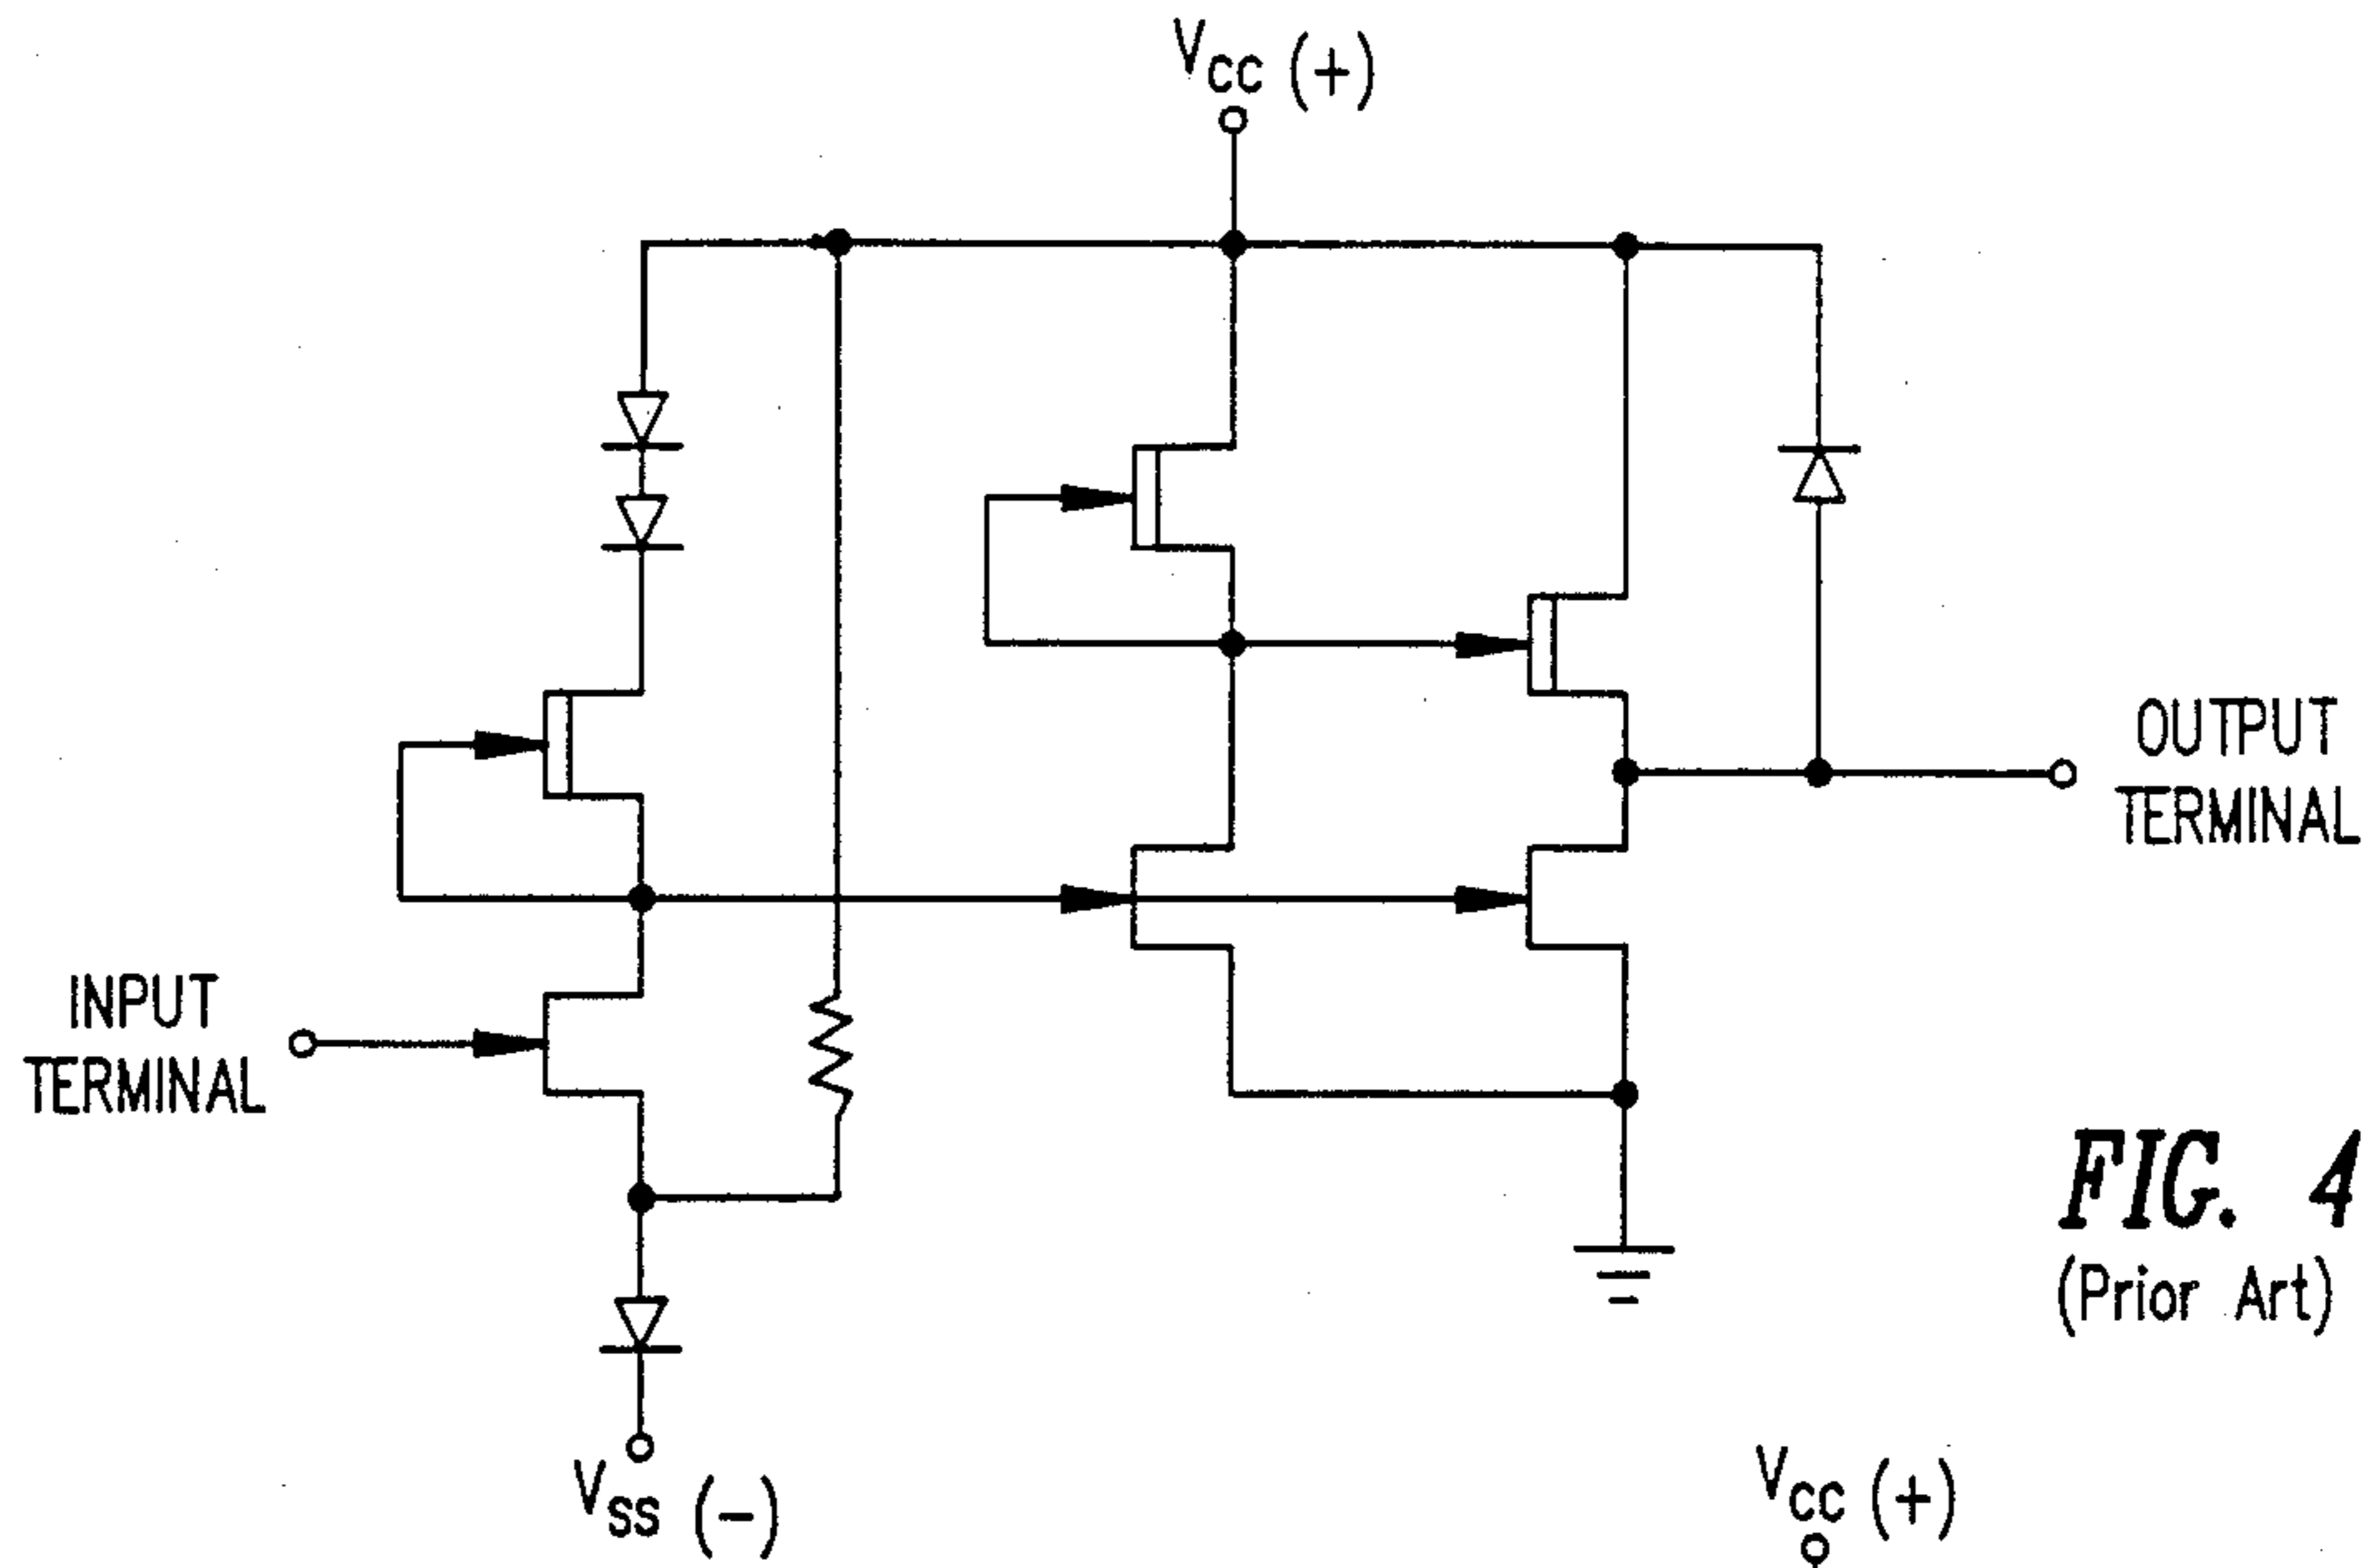 VCC (+)
OUTPUT
TERMINAL
INPUT
TERMINAL
FIG. 4
(Prior Art)
VSS (-)
VCC (+)